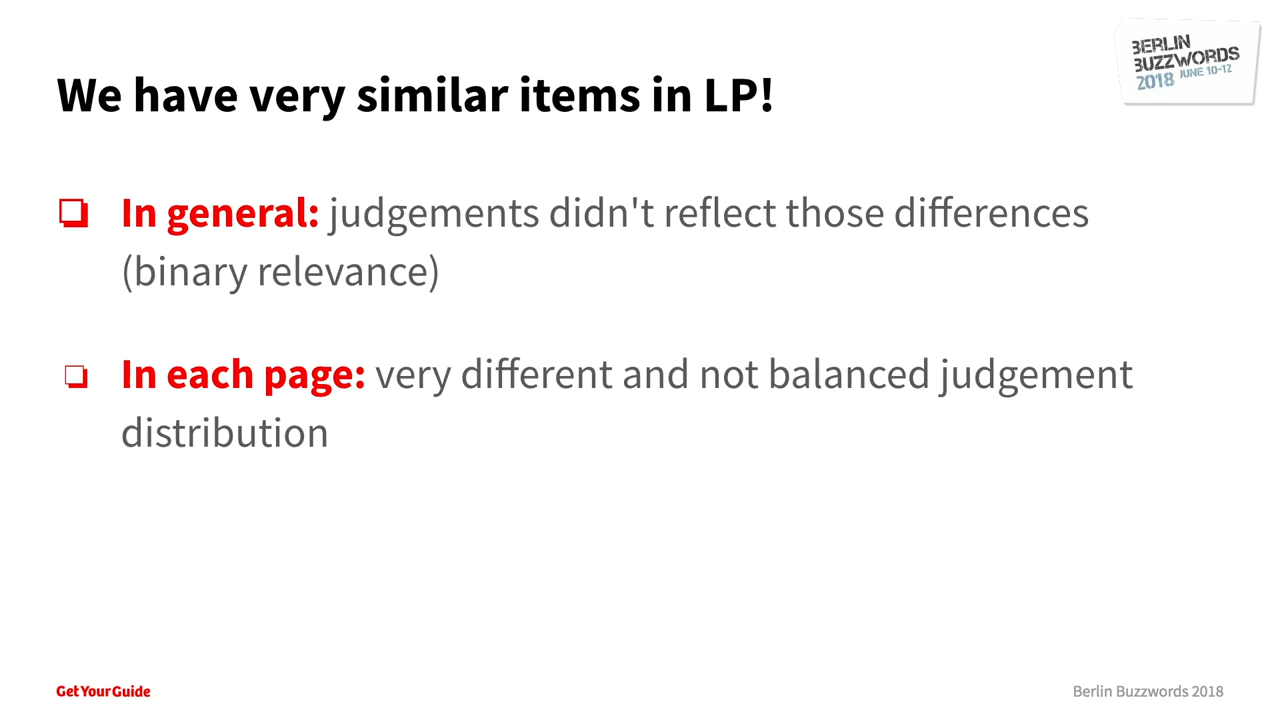 BERLIN
BUZZWORDS
2018 JUNE 10-12
We have very similar items in LP!
❏ In general: judgements didn't reflect those differences
(binary relevance)
❏ In each page: very different and not balanced judgement
distribution
GetYourGuide
Berlin Buzzwords 2018